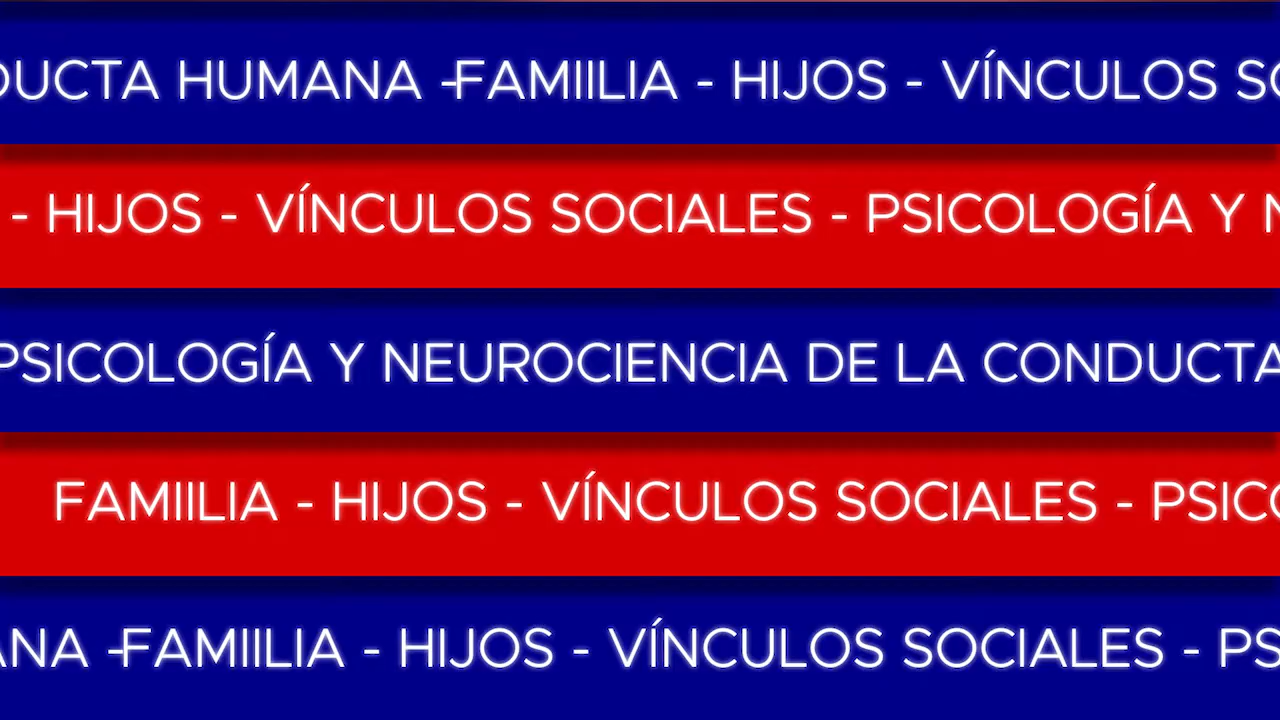 DUCTA HUMANA -FAMIILIA - HIJOS - VÍNCULOS SO
- HIJOS - VÍNCULOS SOCIALES - PSICOLOGÍA Y N
PSICOLOGÍA Y NEUROCIENCIA DE LA CONDUCTA
FAMIILIA - HIJOS - VÍNCULOS SOCIALES - PSICO
ANA -FAMIILIA - HIJOS - VÍNCULOS SOCIALES - PS